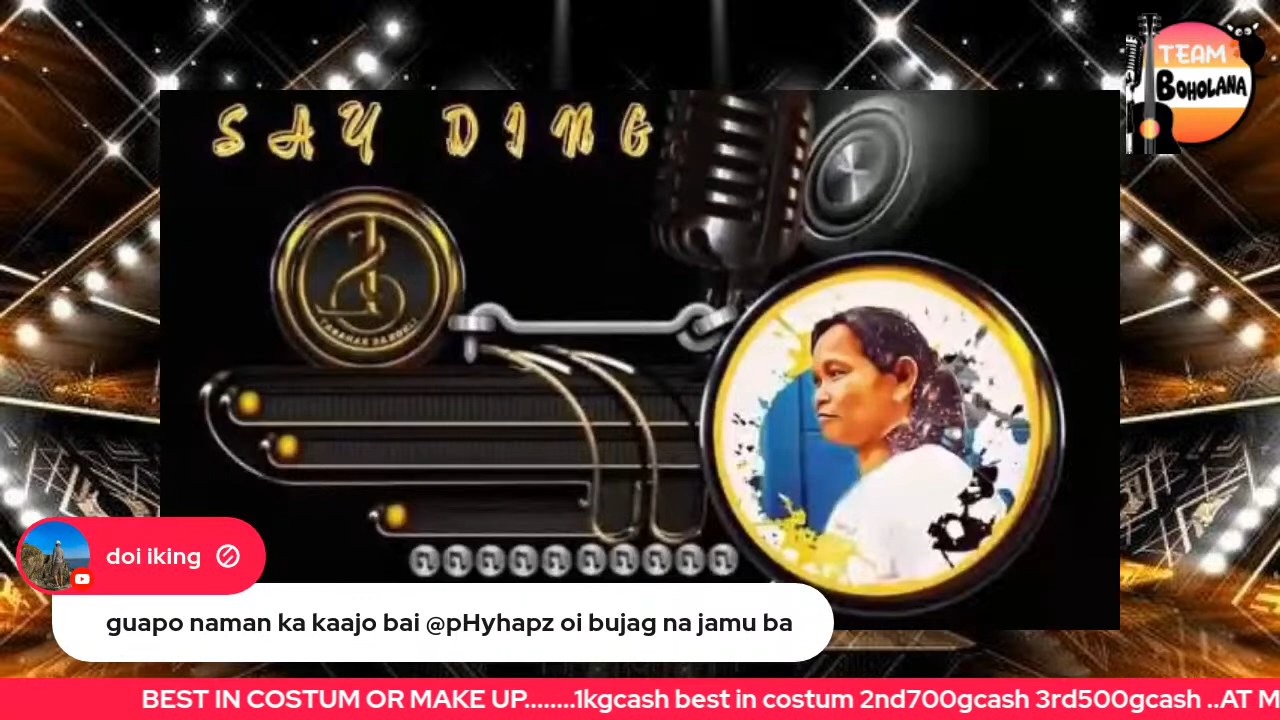 SAY DING
TEAM
BOHOLANA
doi iking
guapo naman ka kaajo bai @pHyhapz oi bujag na jamu ba
BEST IN COSTUM OR MAKE UP........1kgcash best in costum 2nd700gcash 3rd500gcash ..AT M